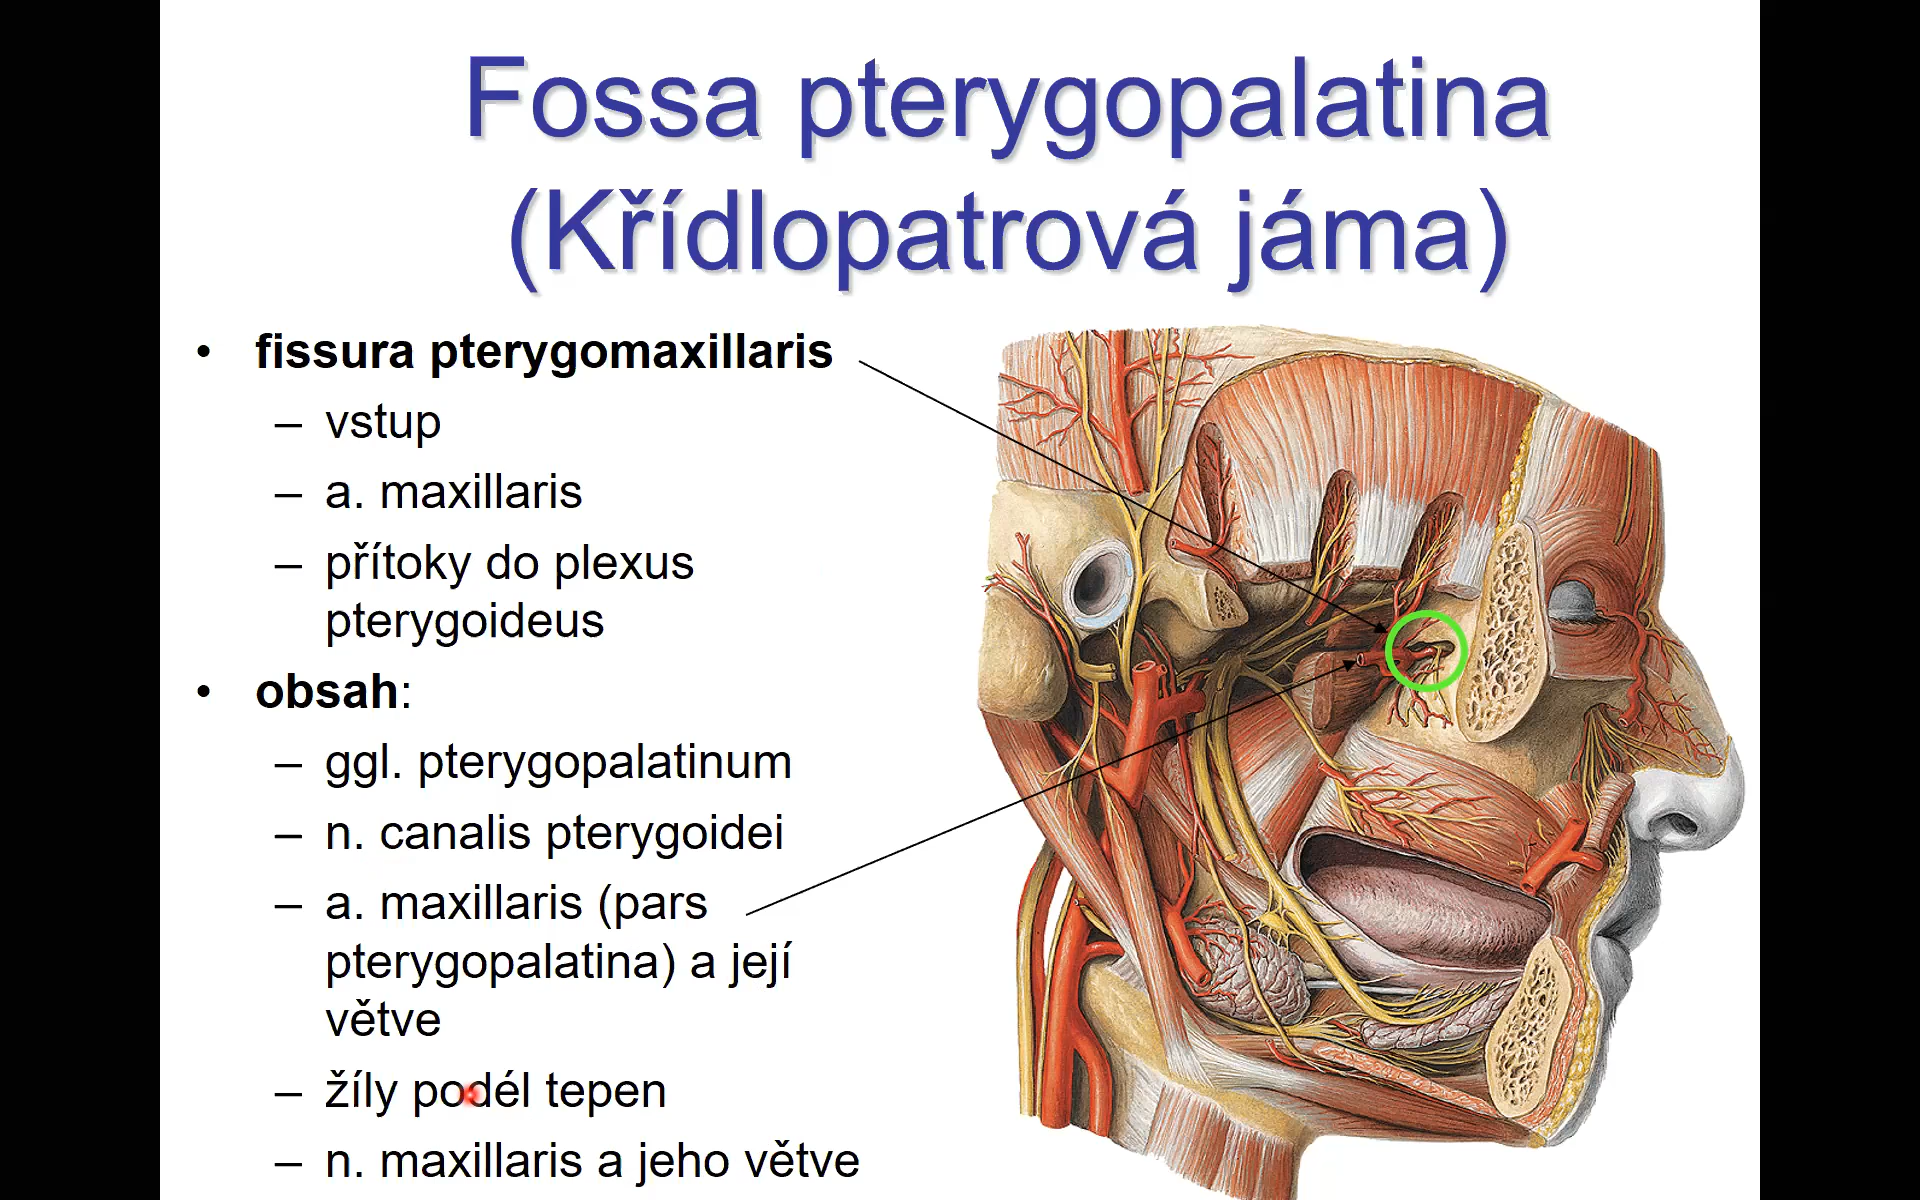 Fossa pterygopalatina
(Křídlopatrová jáma)
• fissura pterygomaxillaris
– vstup
– a. maxillaris
– přítoky do plexus
pterygoideus
• obsah:
– ggl. pterygopalatinum
– n. canalis pterygoidei
– a. maxillaris (pars
pterygopalatina) a její
větve
– žíly podél tepen
– n. maxillaris a jeho větve